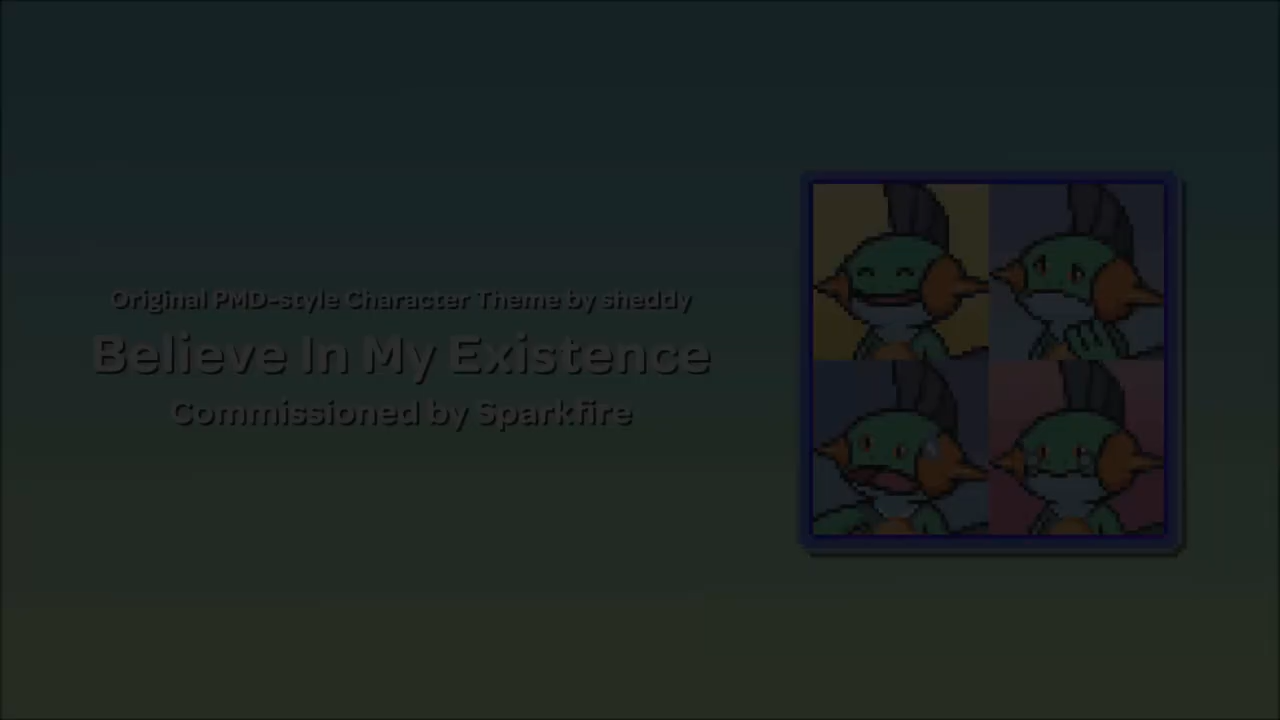 Original PMD-style Character Theme by sheddy
Believe In My Existence
Commissioned by Sparkfire